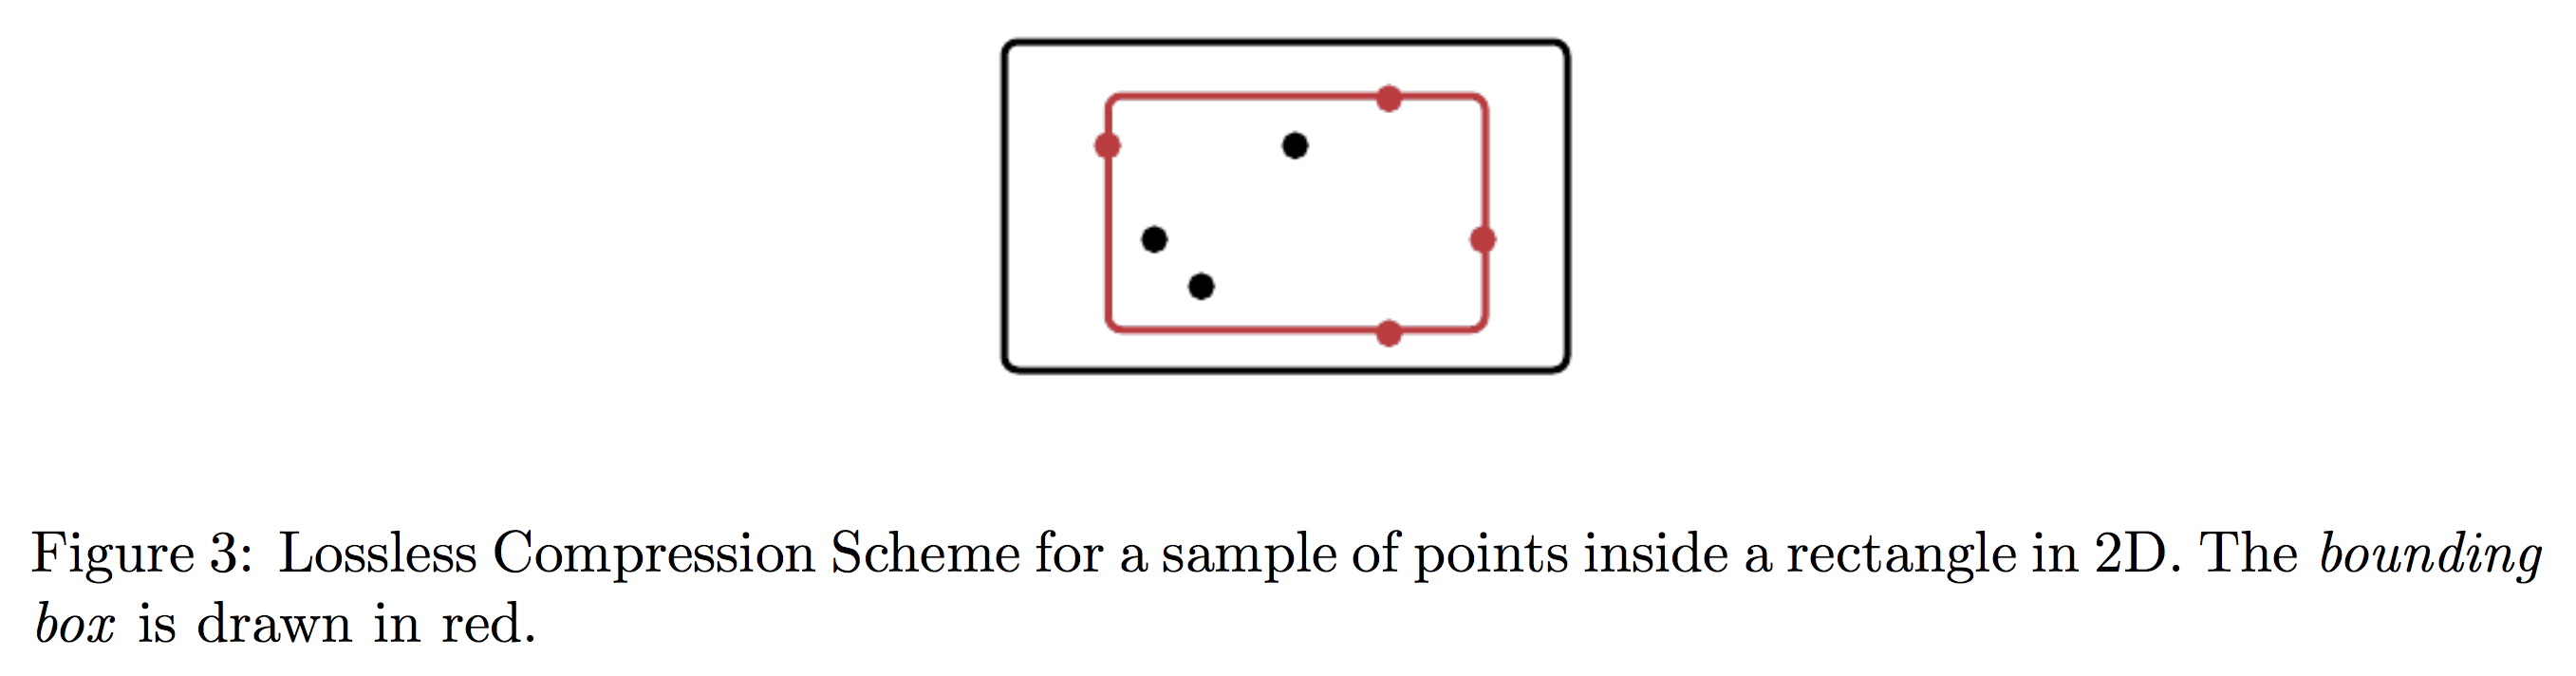 Figure 3: Lossless Compression Scheme for a sample of points inside a rectangle in 2D. The bounding
box is drawn in red.